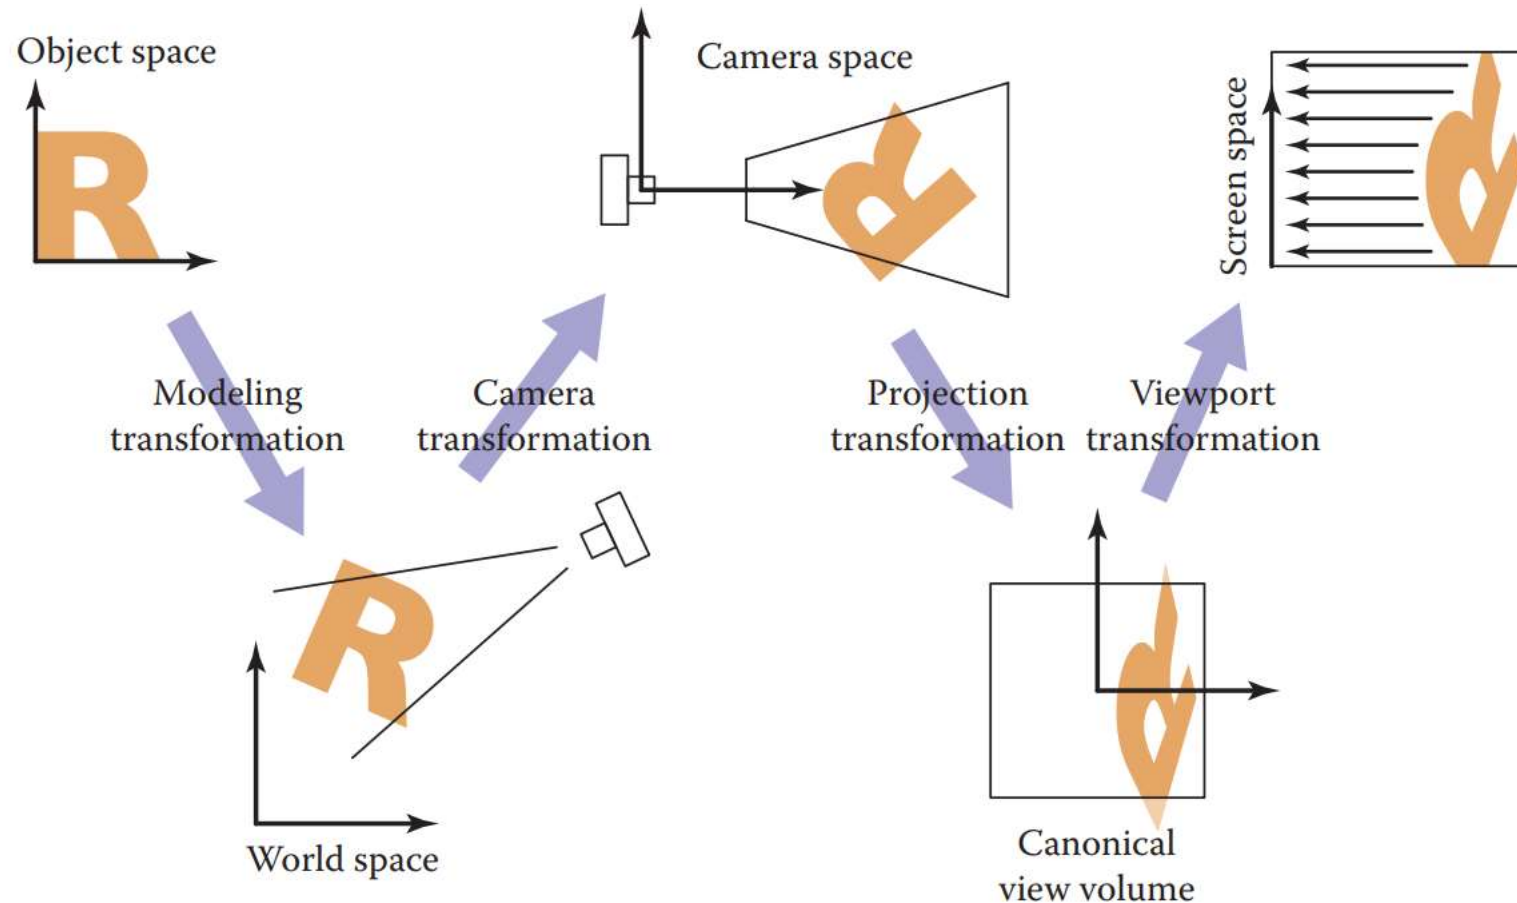 Object space
Camera space
Screen space
R
R
Modeling
transformation
Camera
transformation
Projection
transformation
Viewport
transformation
R
R
World space
R
Canonical
view volume